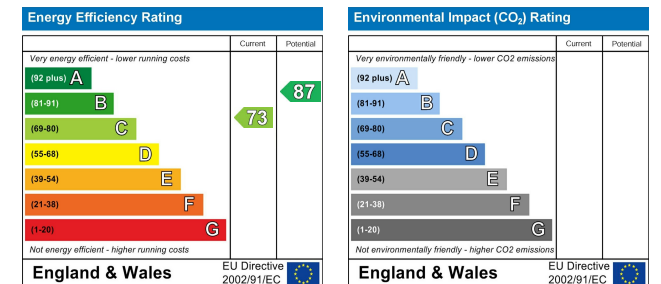 Energy Efficiency Rating
Current Potential
Very energy efficient - lower running costs
(92 plus) A
(81-91) B
(69-80) C
(55-68) D
(39-54) E
(21-38) F
(1-20) G
73
87
Not energy efficient - higher running costs
England & Wales
EU Directive
2002/91/EC
Environmental Impact (CO₂) Rating
Current Potential
Very environmentally friendly - lower CO2 emissions
(92 plus) A
(81-91) B
(69-80) C
(55-68) D
(39-54) E
(21-38) F
(1-20) G
Not environmentally friendly - higher CO2 emissions
England & Wales
EU Directive
2002/91/EC